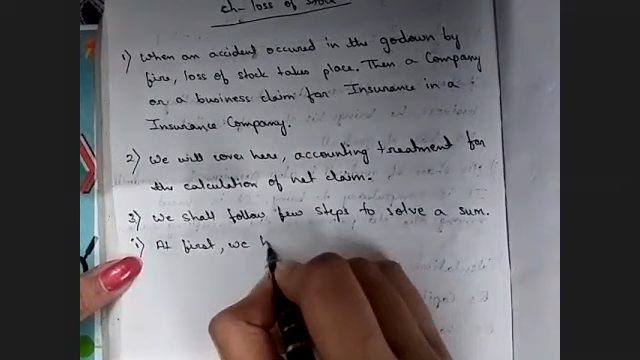 ch- loss of stock
1) When an accident occured in the godown by
fire, loss of stock takes place. Then a Company
or a business claim for Insurance in a
Insurance Company.
2) We will cover here, accounting treatment for
the calculation of net claim.
3) We shall follow few steps to solve a sum.
i) At first, we